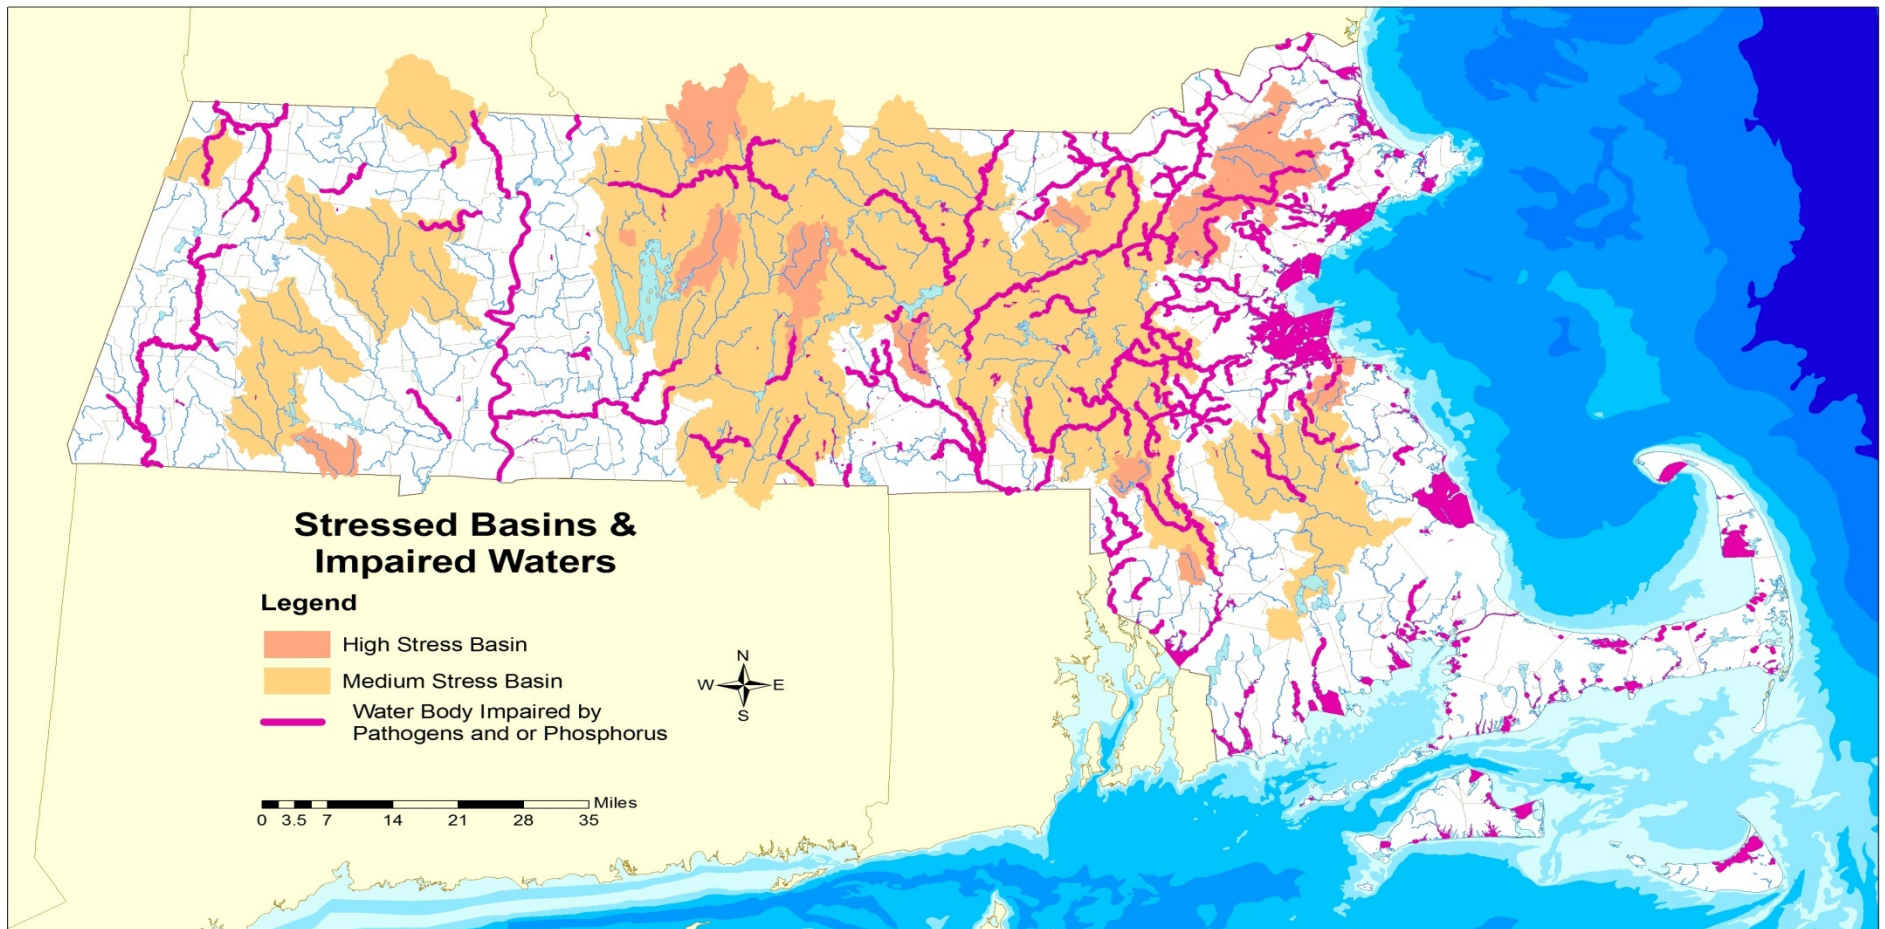 Stressed Basins &
Impaired Waters
Legend
High Stress Basin
Medium Stress Basin
Water Body Impaired by
Pathogens and or Phosphorus
N
W E
S
Miles
0 3.5 7 14 21 28 35